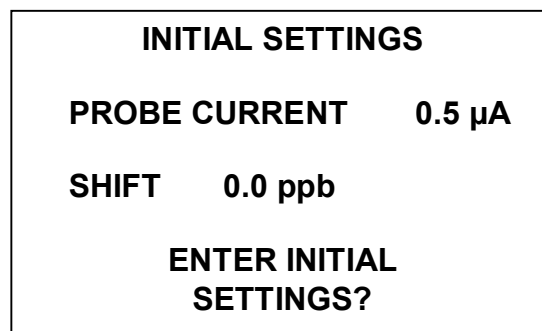 INITIAL SETTINGS
PROBE CURRENT 0.5 µA
SHIFT 0.0 ppb
ENTER INITIAL
SETTINGS?